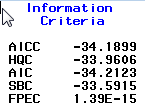 Information
Criteria
AICC -34.1899
HQC -33.9606
AIC -34.2123
SBC -33.5915
FPEC 1.39E-15